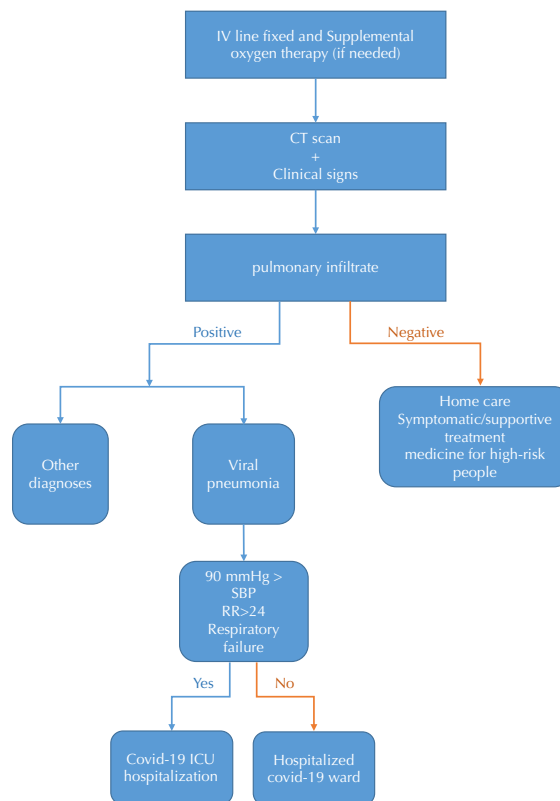 IV line fixed and Supplemental
oxygen therapy (if needed)
CT scan
+
Clinical signs
pulmonary infiltrate
Positive
Negative
Other
diagnoses
Viral
pneumonia
Home care
Symptomatic/supportive
treatment
medicine for high-risk
people
90 mmHg >
SBP
RR>24
Respiratory
failure
Yes
No
Covid-19 ICU
hospitalization
Hospitalized
covid-19 ward